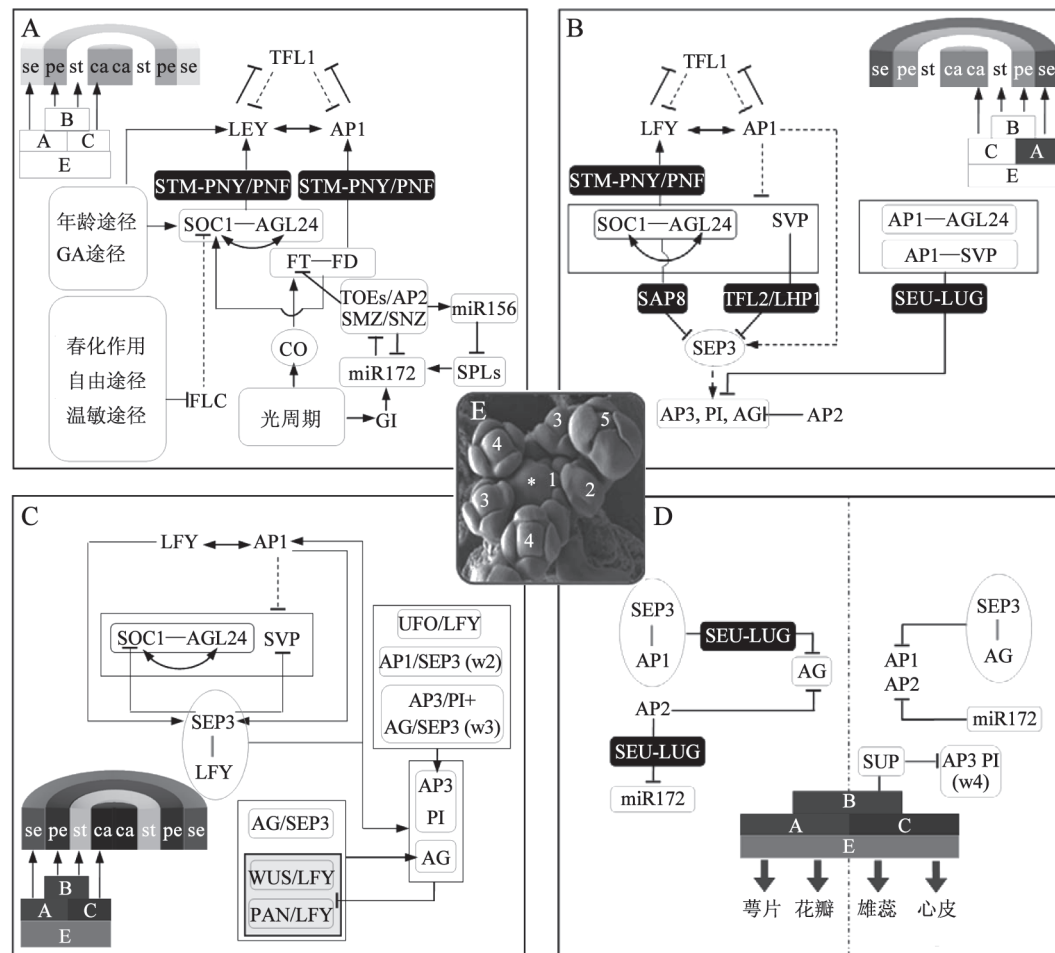 A
se pe st ca ca st pe se
B
A C
E
TFL1
LEY AP1
STM-PNY/PNF STM-PNY/PNF
年龄途径
GA途径
SOC1—AGL24
FT—FD
TOEs/AP2
SMZ/SNZ
miR156
CO
miR172 SPLs
春化作用
自由途径
温敏途径
FLC
光周期
GI
B
TFL1
LFY AP1
STM-PNY/PNF
SOC1—AGL24 SVP
SAP8 TFL2/LHP1
SEP3
AP3, PI, AG AP2
se pe st ca ca st pe se
B
C A
E
AP1—AGL24
AP1—SVP
SEU-LUG
E
3 5
4
* 1 2
3
4
C
LFY AP1
SOC1—AGL24 SVP
SEP3
LFY
UFO/LFY
AP1/SEP3 (w2)
AP3/PI+
AG/SEP3 (w3)
AP3
PI
AG
AG/SEP3
WUS/LFY
PAN/LFY
se pe st ca ca st pe se
B
A C
E
D
SEP3
AP1
SEU-LUG
AG
AP2
SEU-LUG
miR172
SEP3
AG
AP1
AP2
miR172
SUP AP3 PI
(w4)
B
A C
E
萼片 花瓣 雄蕊 心皮